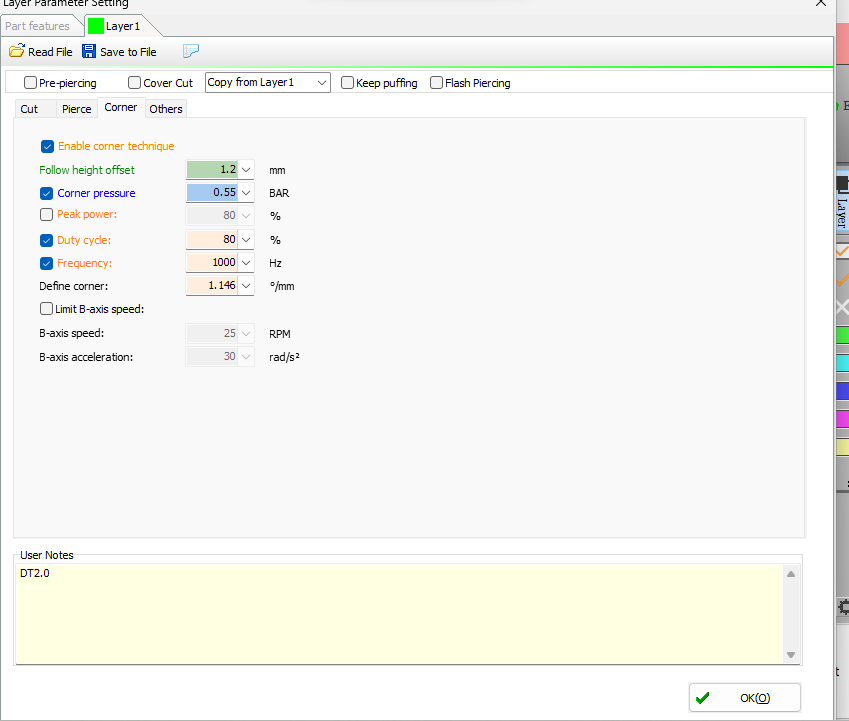 Layer Parameter Setting
Part features
Layer1
Read File
Save to File
Pre-piercing
Cover Cut
Copy from Layer1
Keep puffing
Flash Piercing
Cut
Pierce
Corner
Others
Enable corner technique
Follow height offset 1.2 mm
Corner pressure 0.55 BAR
Peak power: 80 %
Duty cycle: 80 %
Frequency: 1000 Hz
Define corner: 1.146 °/mm
Limit B-axis speed:
B-axis speed: 25 RPM
B-axis acceleration: 30 rad/s²
User Notes
DT2.0
OK(O)
Layer